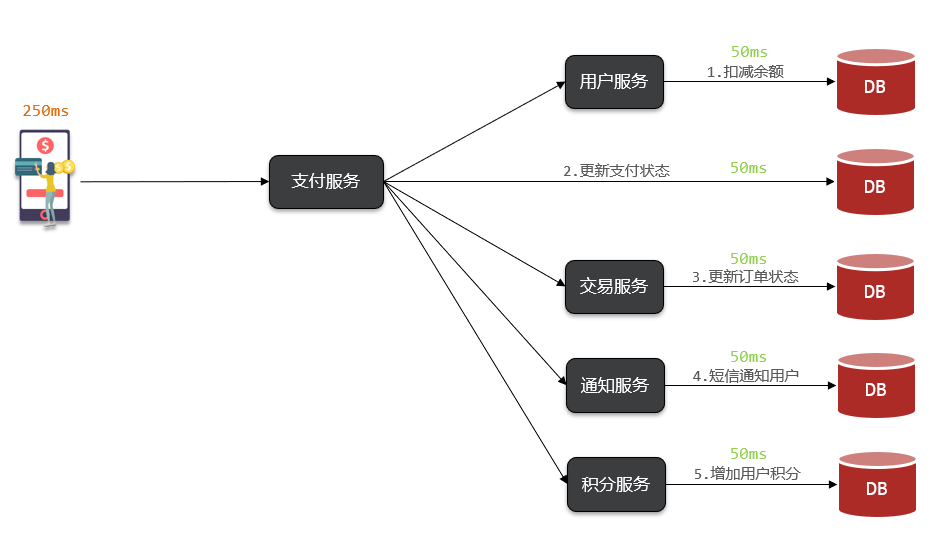 50ms
用户服务
1.扣减余额
DB
250ms
$
支付服务
2.更新支付状态
50ms
DB
50ms
交易服务
3.更新订单状态
DB
50ms
通知服务
4.短信通知用户
DB
50ms
积分服务
5.增加用户积分
DB